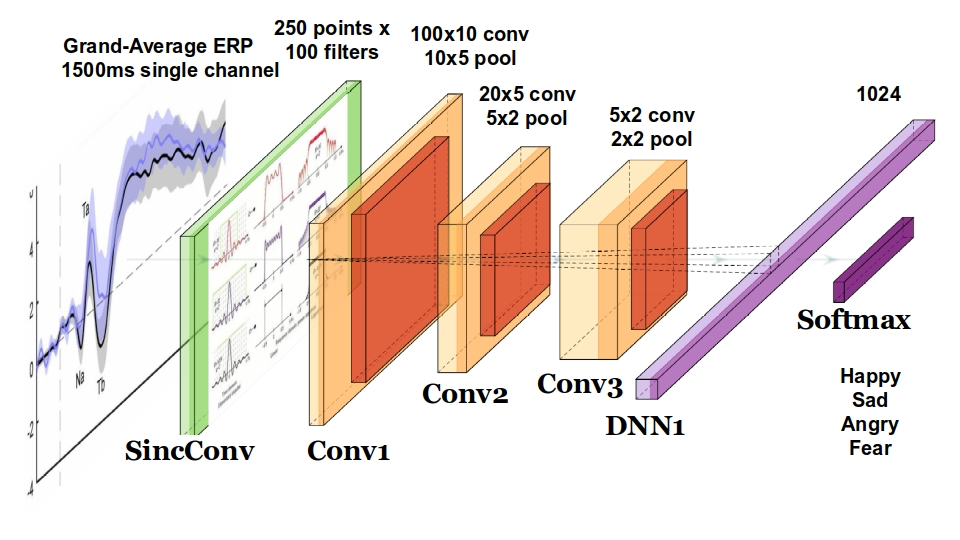 Grand-Average ERP
1500ms single channel
250 points x
100 filters
100x10 conv
10x5 pool
20x5 conv
5x2 pool
5x2 conv
2x2 pool
1024
Ta
Na
Tb
4
2
0
-2
SincConv
Conv1
Conv2
Conv3
DNN1
Softmax
Happy
Sad
Angry
Fear